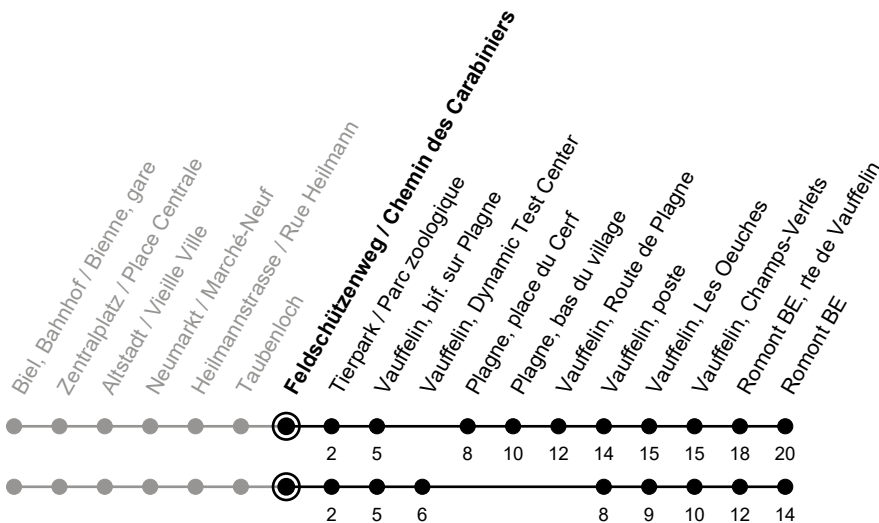 Biel, Bahnhof / Bienne, gare
Zentralplatz / Place Centrale
Altstadt / Vieille Ville
Neumarkt / Marché-Neuf
Heilmannstrasse / Rue Heilmann
Taubenloch
Feldschützenweg / Chemin des Carabiniers
Tierpark / Parc zoologique
Vauffelin, bif. sur Plagne
Vauffelin, Dynamic Test Center
Plagne, place du Cerf
Plagne, bas du village
Vauffelin, Route de Plagne
Vauffelin, poste
Vauffelin, Les Oeuches
Vauffelin, Champs-Verlets
Romont BE, rte de Vauffelin
Romont BE
2 5 8 10 12 14 15 15 18 20
2 5 6 8 9 10 12 14